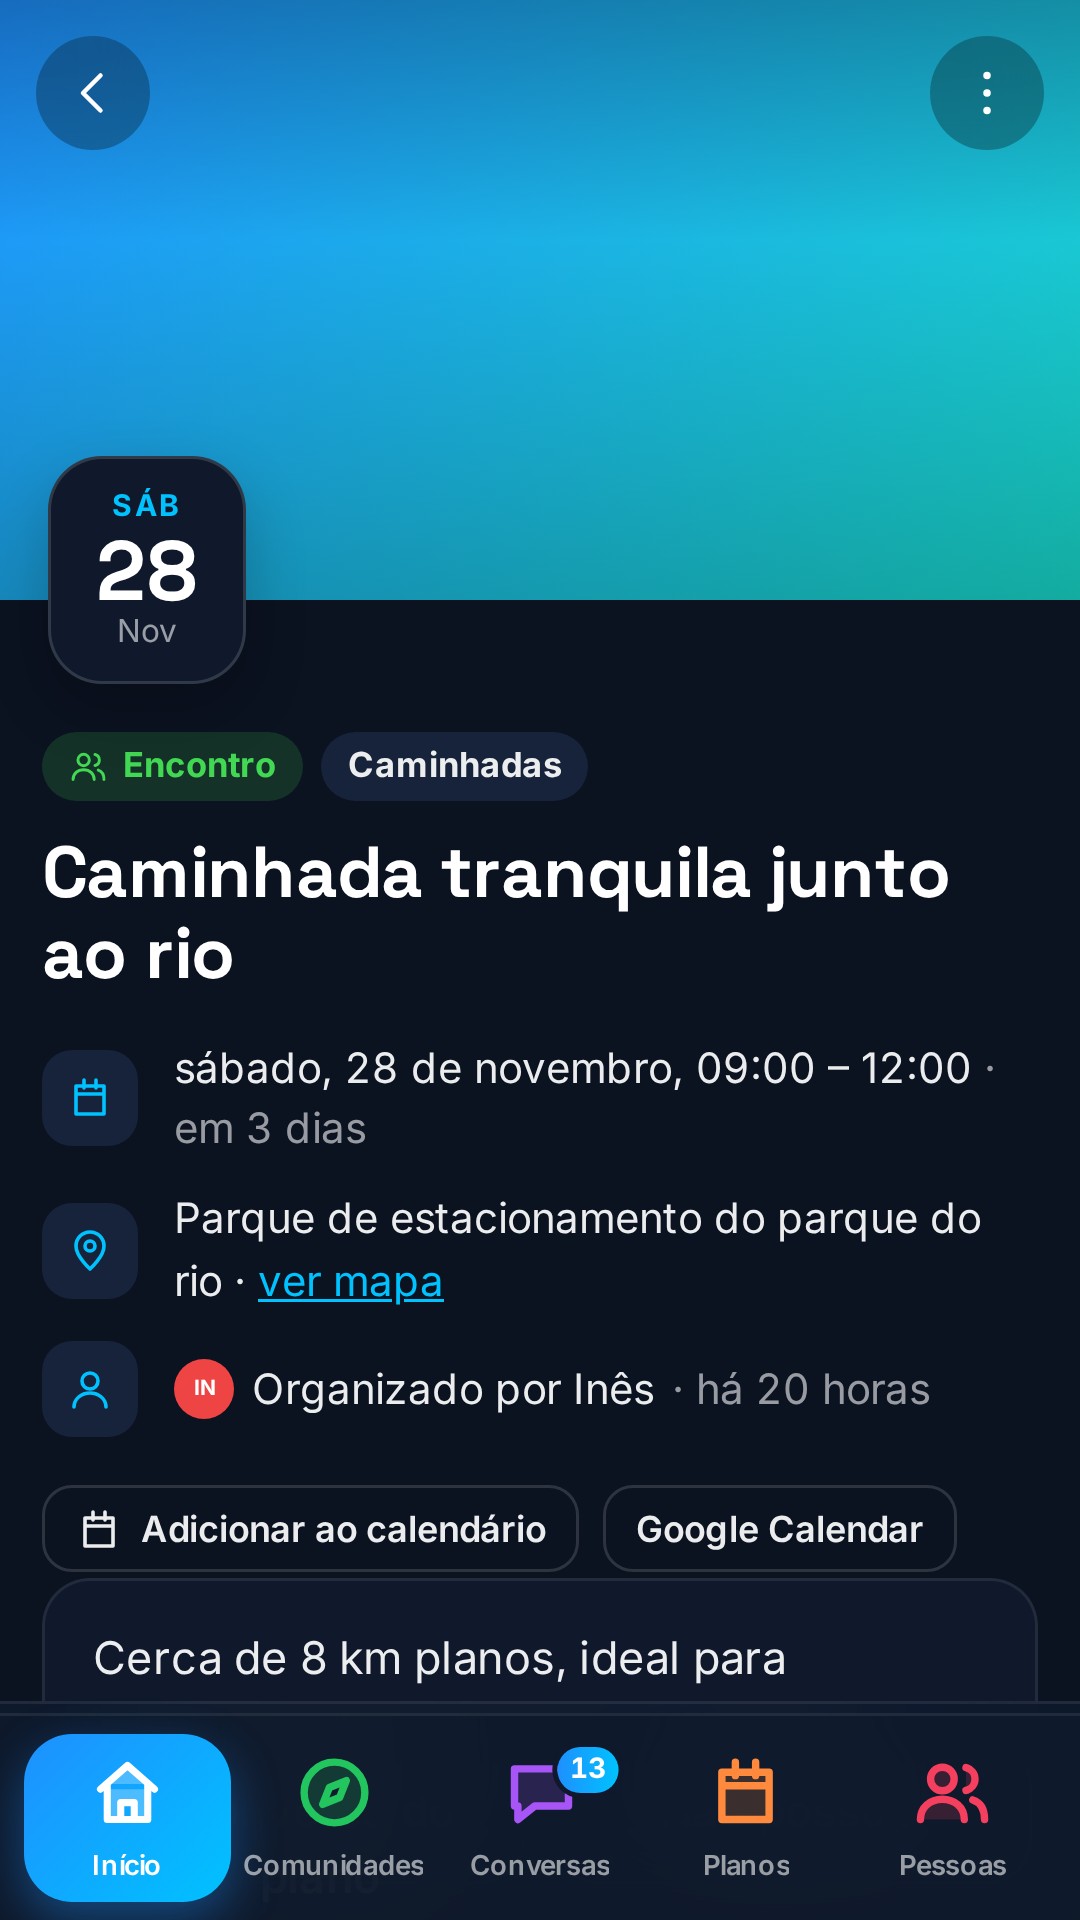 SÁB
28
Nov
Encontro
Caminhadas
Caminhada tranquila junto
ao rio
sábado, 28 de novembro, 09:00 – 12:00 ·
em 3 dias
Parque de estacionamento do parque do
rio · ver mapa
IN Organizado por Inês · há 20 horas
Adicionar ao calendário
Google Calendar
Cerca de 8 km planos, ideal para
13
Início
Comunidades
Conversas
Planos
Pessoas